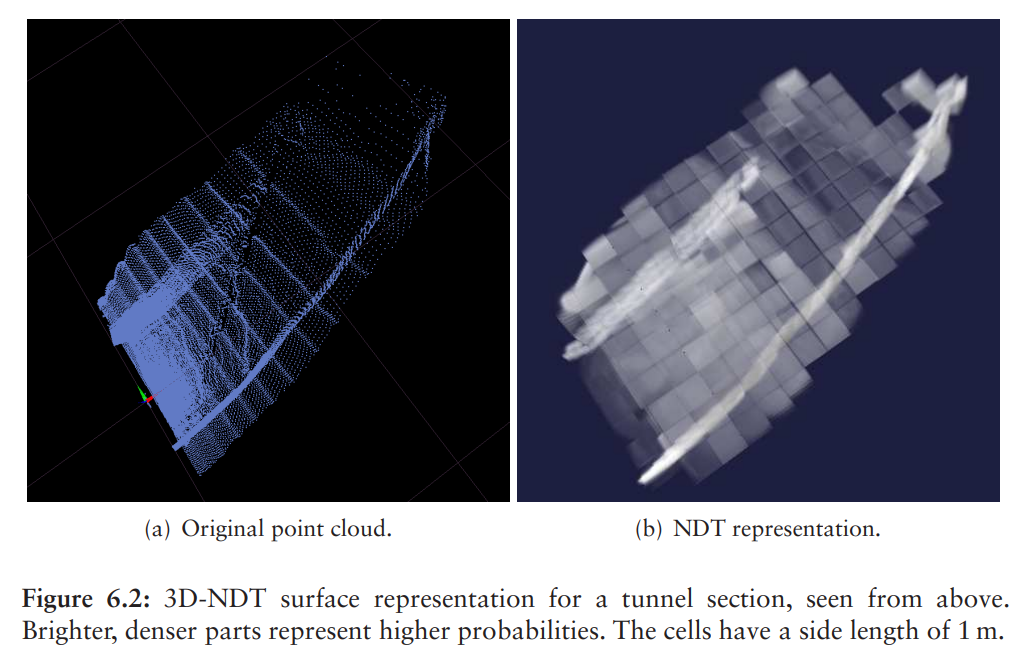 (a) Original point cloud.
(b) NDT representation.
Figure 6.2: 3D-NDT surface representation for a tunnel section, seen from above.
Brighter, denser parts represent higher probabilities. The cells have a side length of 1 m.